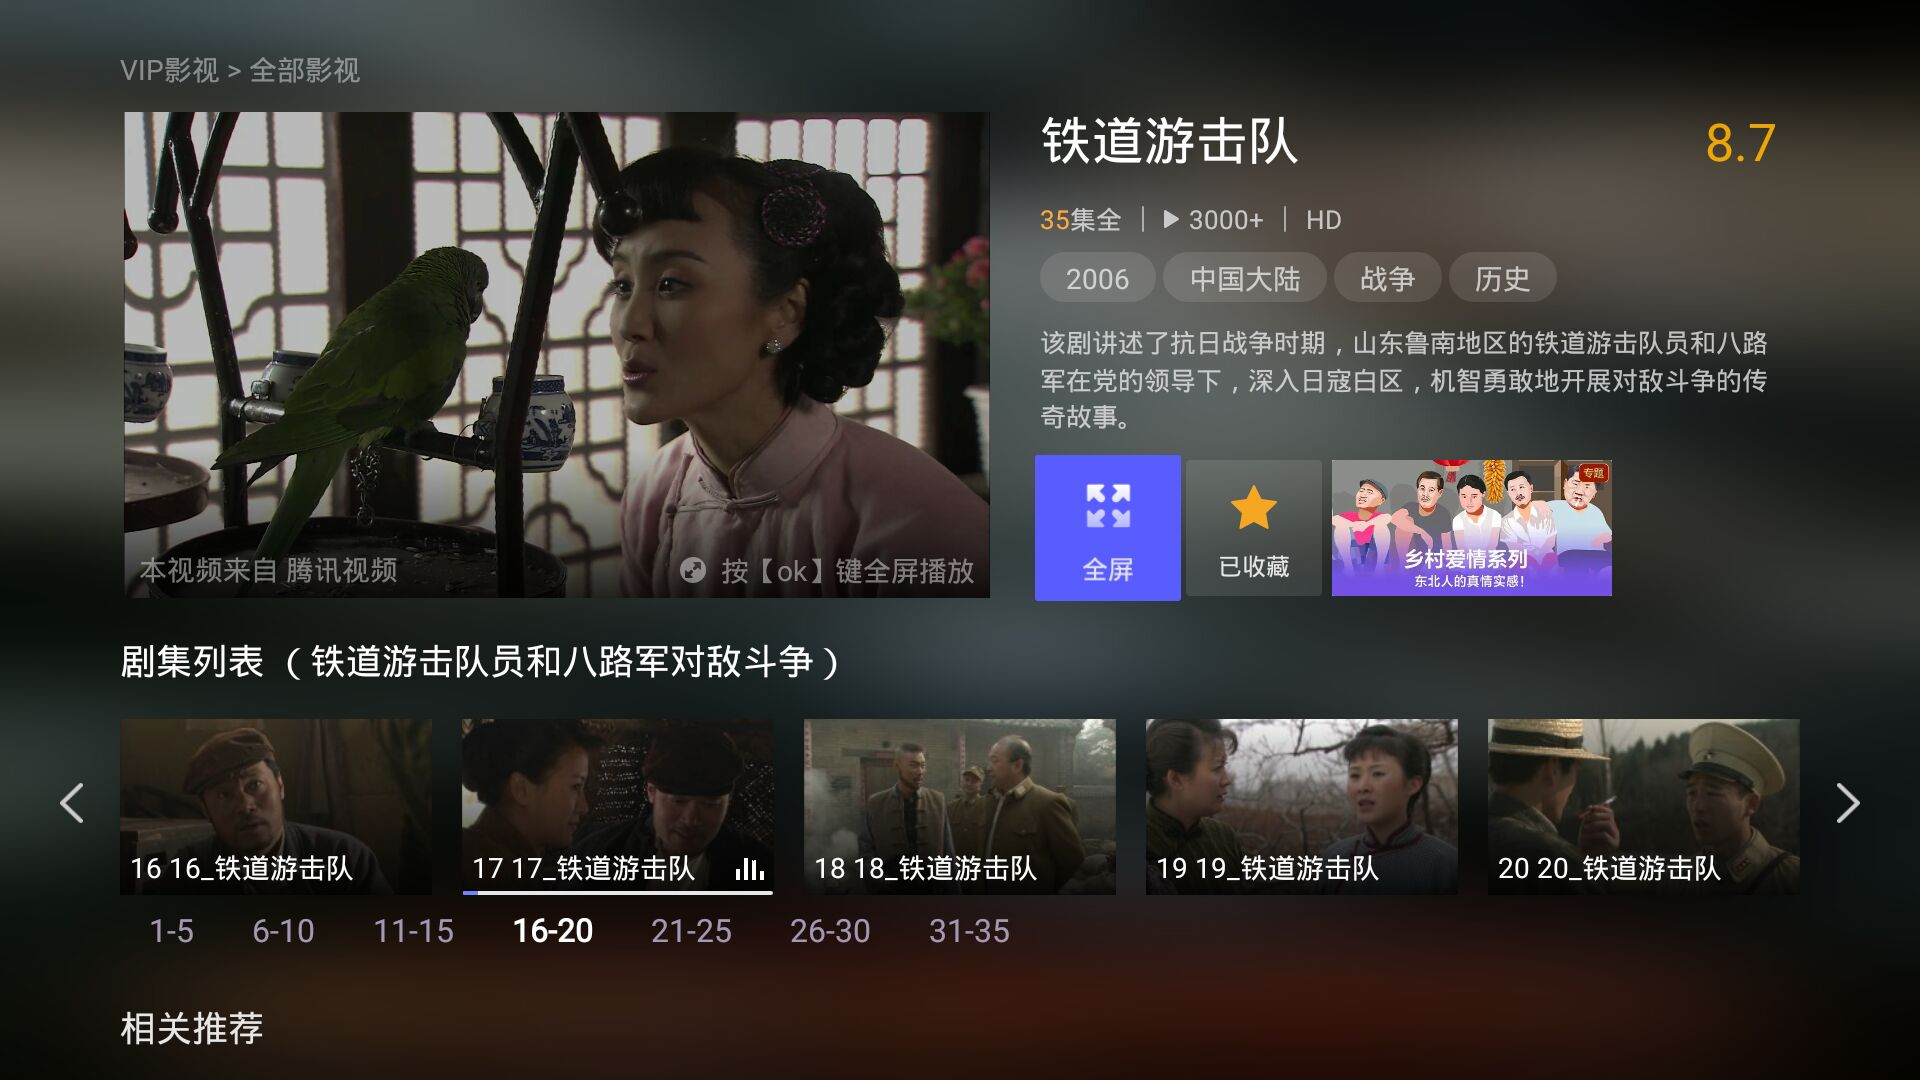 VIP影视 > 全部影视
铁道游击队
8.7
35集全 | 3000+ | HD
2006 中国大陆 战争 历史
该剧讲述了抗日战争时期，山东鲁南地区的铁道游击队员和八路
军在党的领导下，深入日寇白区，机智勇敢地开展对敌斗争的传
奇故事。
本视频来自 腾讯视频
按【ok】键全屏播放
全屏
已收藏
专题
乡村爱情系列
东北人的真情实感！
剧集列表 （铁道游击队员和八路军对敌斗争）
16 16_铁道游击队
17 17_铁道游击队
18 18_铁道游击队
19 19_铁道游击队
20 20_铁道游击队
1-5 6-10 11-15 16-20 21-25 26-30 31-35
相关推荐